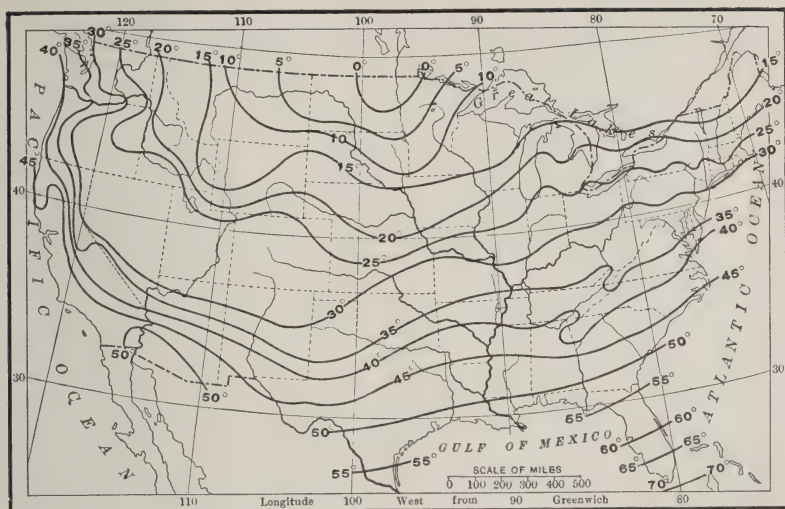 120 110 100 90 80 70
40° 35° 30° 25° 20° 15° 10° 5° 0° 0° 5° 10° 15°
20°
25°
30°
Great Lakes
10°
15°
45°
40 40
20°
25°
35°
40°
45°
30°
35°
40°
45°
50°
50°
50°
55°
30 30
50
55° 55°
60° 60°
65 65°
70 70°
PACIFIC OCEAN
ATLANTIC OCEAN
GULF OF MEXICO
SCALE OF MILES
0 100 200 300 400 500
110 Longitude 100 West from 90 Greenwich 80